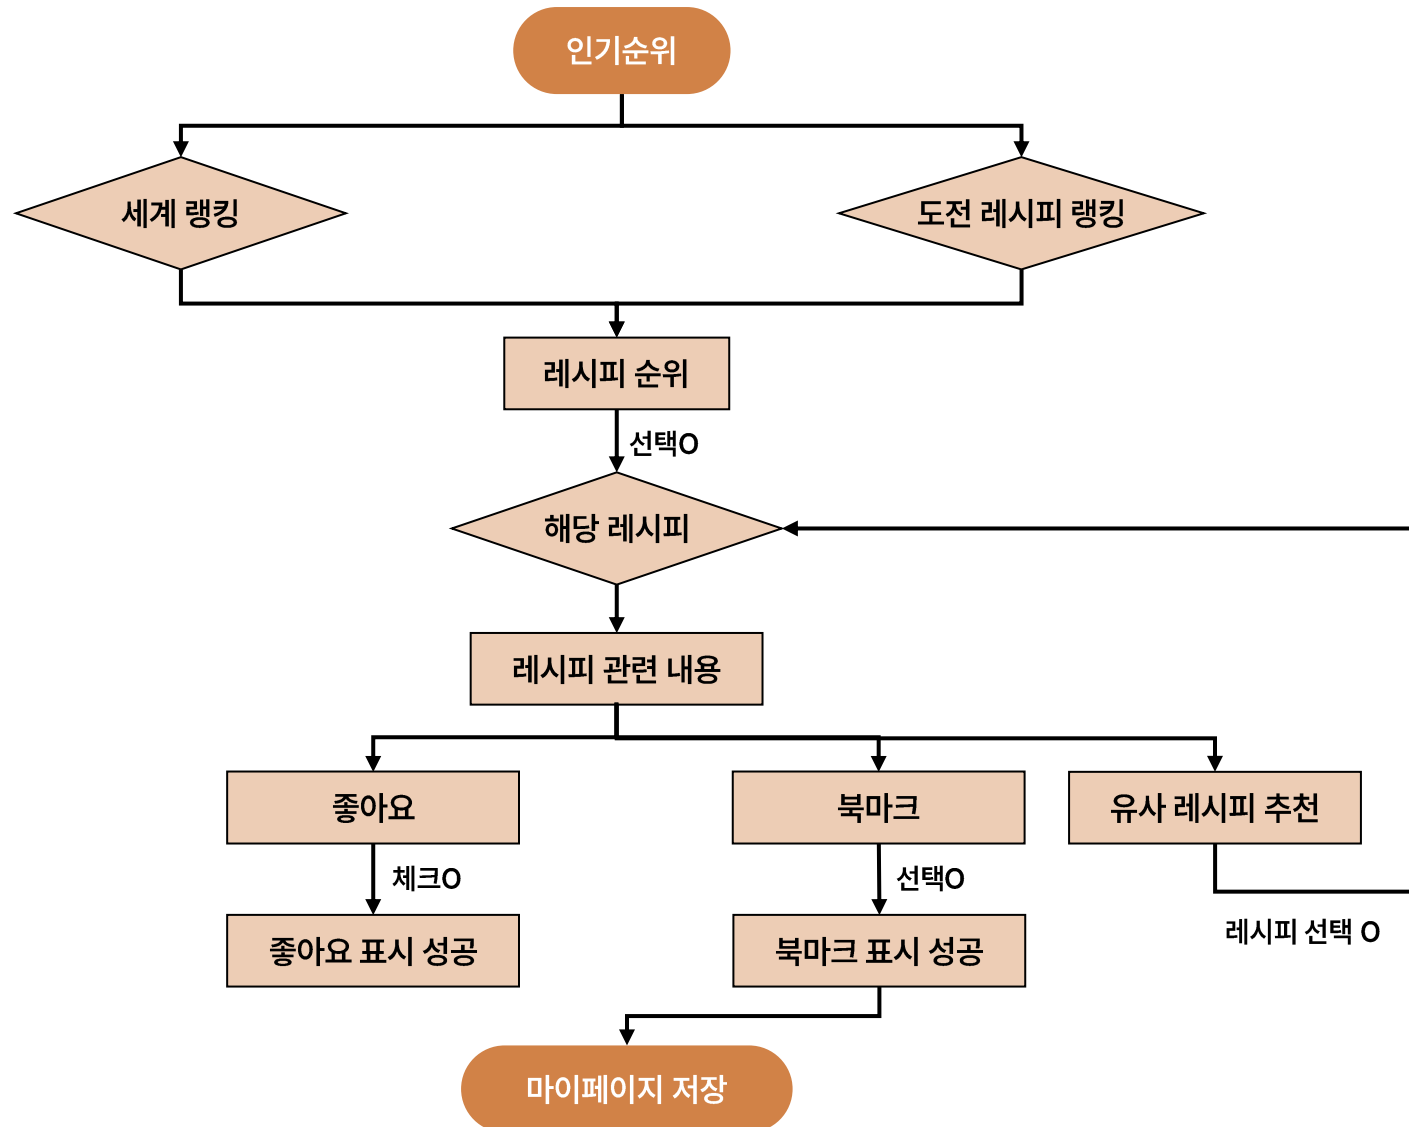 인기순위
세계 랭킹
도전 레시피 랭킹
레시피 순위
선택O
해당 레시피
레시피 관련 내용
좋아요
북마크
유사 레시피 추천
체크O
선택O
레시피 선택 O
좋아요 표시 성공
북마크 표시 성공
마이페이지 저장